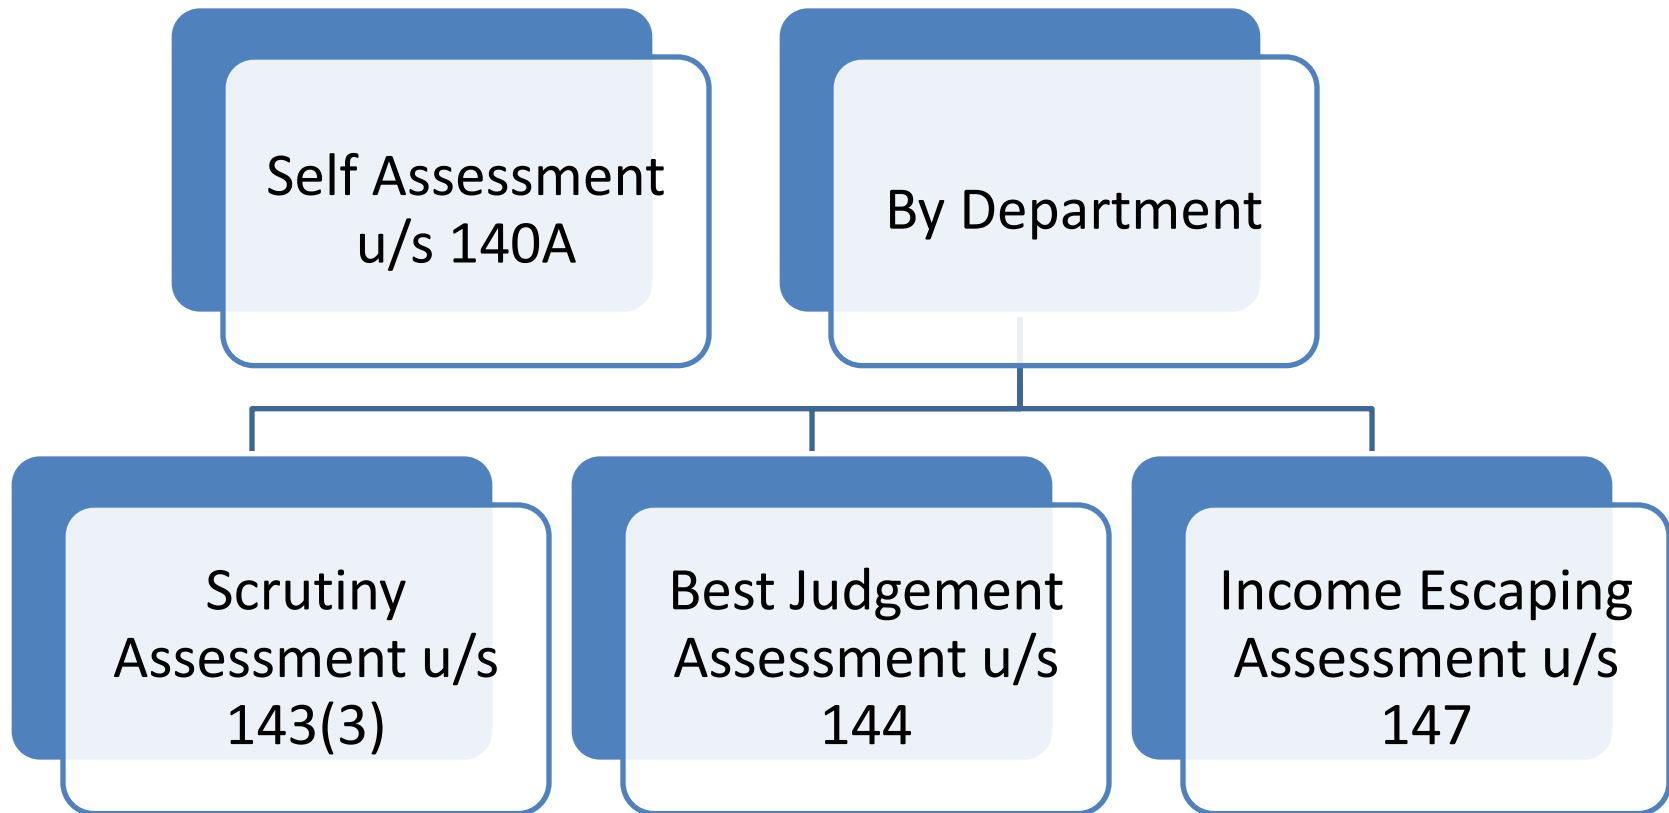 Self Assessment
u/s 140A
By Department
Scrutiny
Assessment u/s
143(3)
Best Judgement
Assessment u/s
144
Income Escaping
Assessment u/s
147